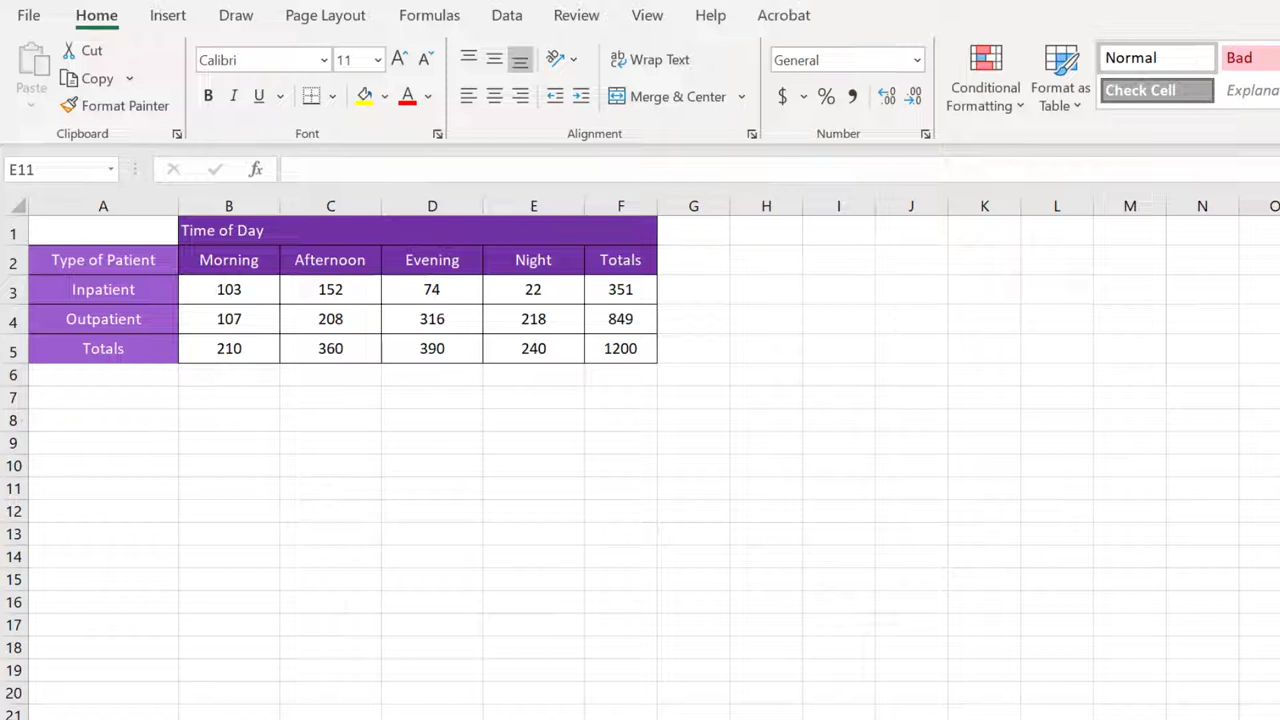 File Home Insert Draw Page Layout Formulas Data Review View Help Acrobat
Paste
Cut
Copy
Format Painter
Clipboard
Calibri 11 A A
B I U A
Font
ab Wrap Text
Merge & Center
Alignment
General
$ % , .00 .00
Number
Conditional Formatting
Format as Table
Normal Bad
Check Cell Explana
E11 fx
A B C D E F G H I J K L M N O
1 Time of Day
2 Type of Patient Morning Afternoon Evening Night Totals
3 Inpatient 103 152 74 22 351
4 Outpatient 107 208 316 218 849
5 Totals 210 360 390 240 1200
6
7
8
9
10
11
12
13
14
15
16
17
18
19
20
21